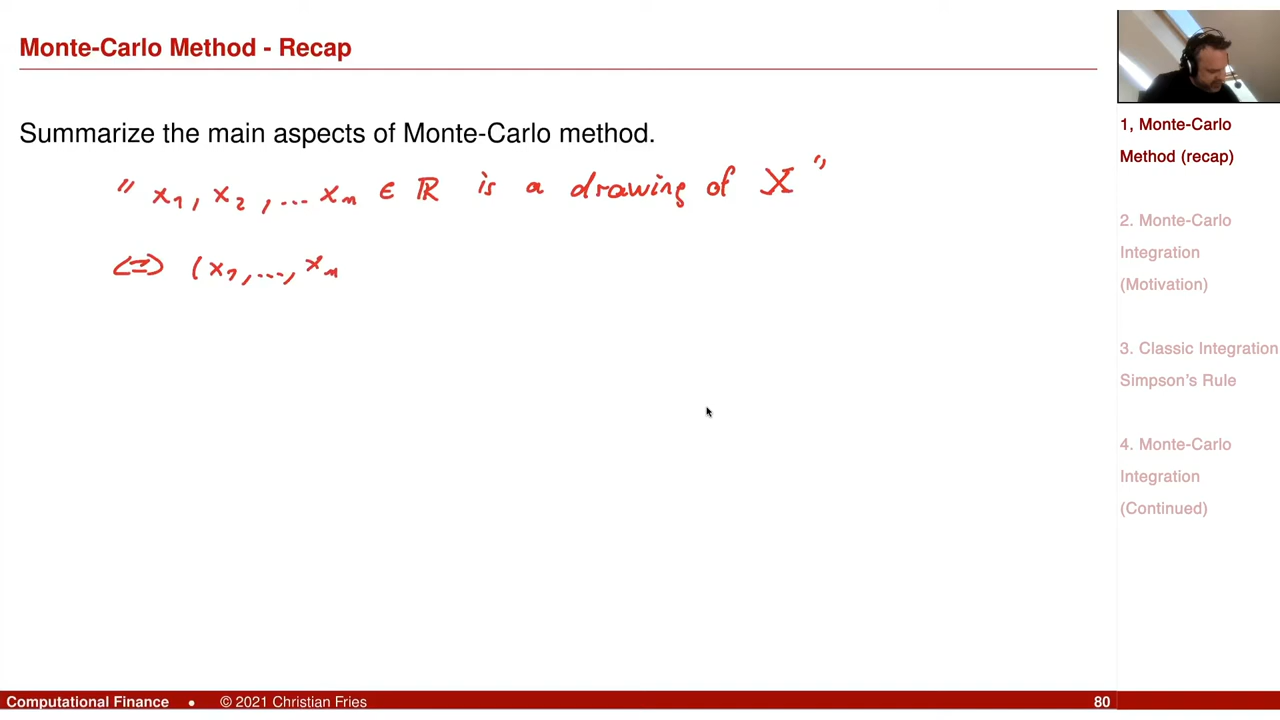 Monte-Carlo Method - Recap
Summarize the main aspects of Monte-Carlo method.
" x₁, x₂, ... xₙ ∈ ℝ is a drawing of X "
⇔ (x₁, ..., xₙ
1, Monte-Carlo
Method (recap)
2. Monte-Carlo
Integration
(Motivation)
3. Classic Integration
Simpson's Rule
4. Monte-Carlo
Integration
(Continued)
Computational Finance • © 2021 Christian Fries 80